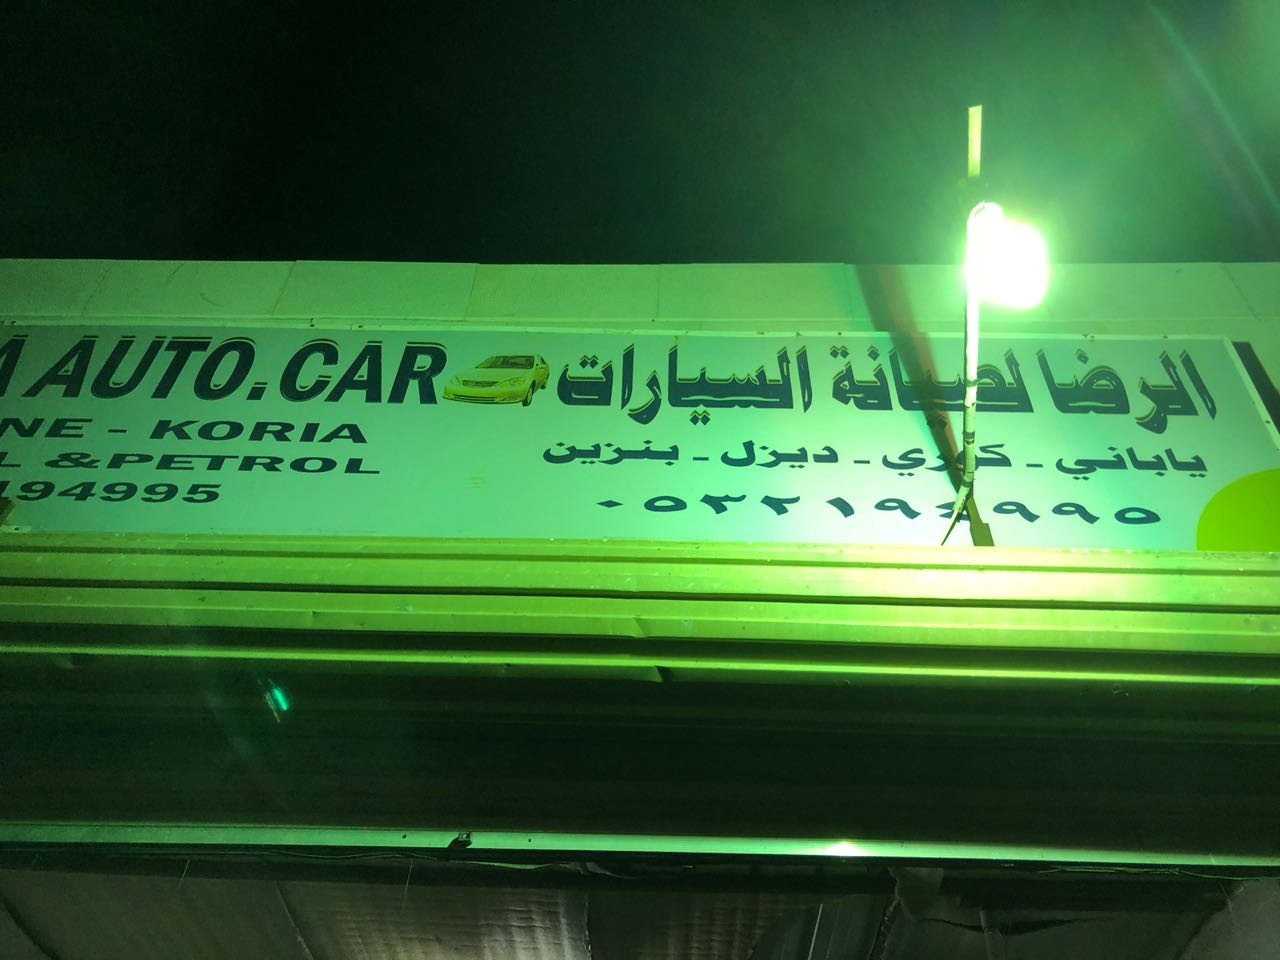 الرضا لصيانة السيارات
ياباني - كوري - ديزل - بنزين
٠٥٣٢١٩٤٩٩٥
A AUTO.CAR
NE - KORIA
L &PETROL
194995